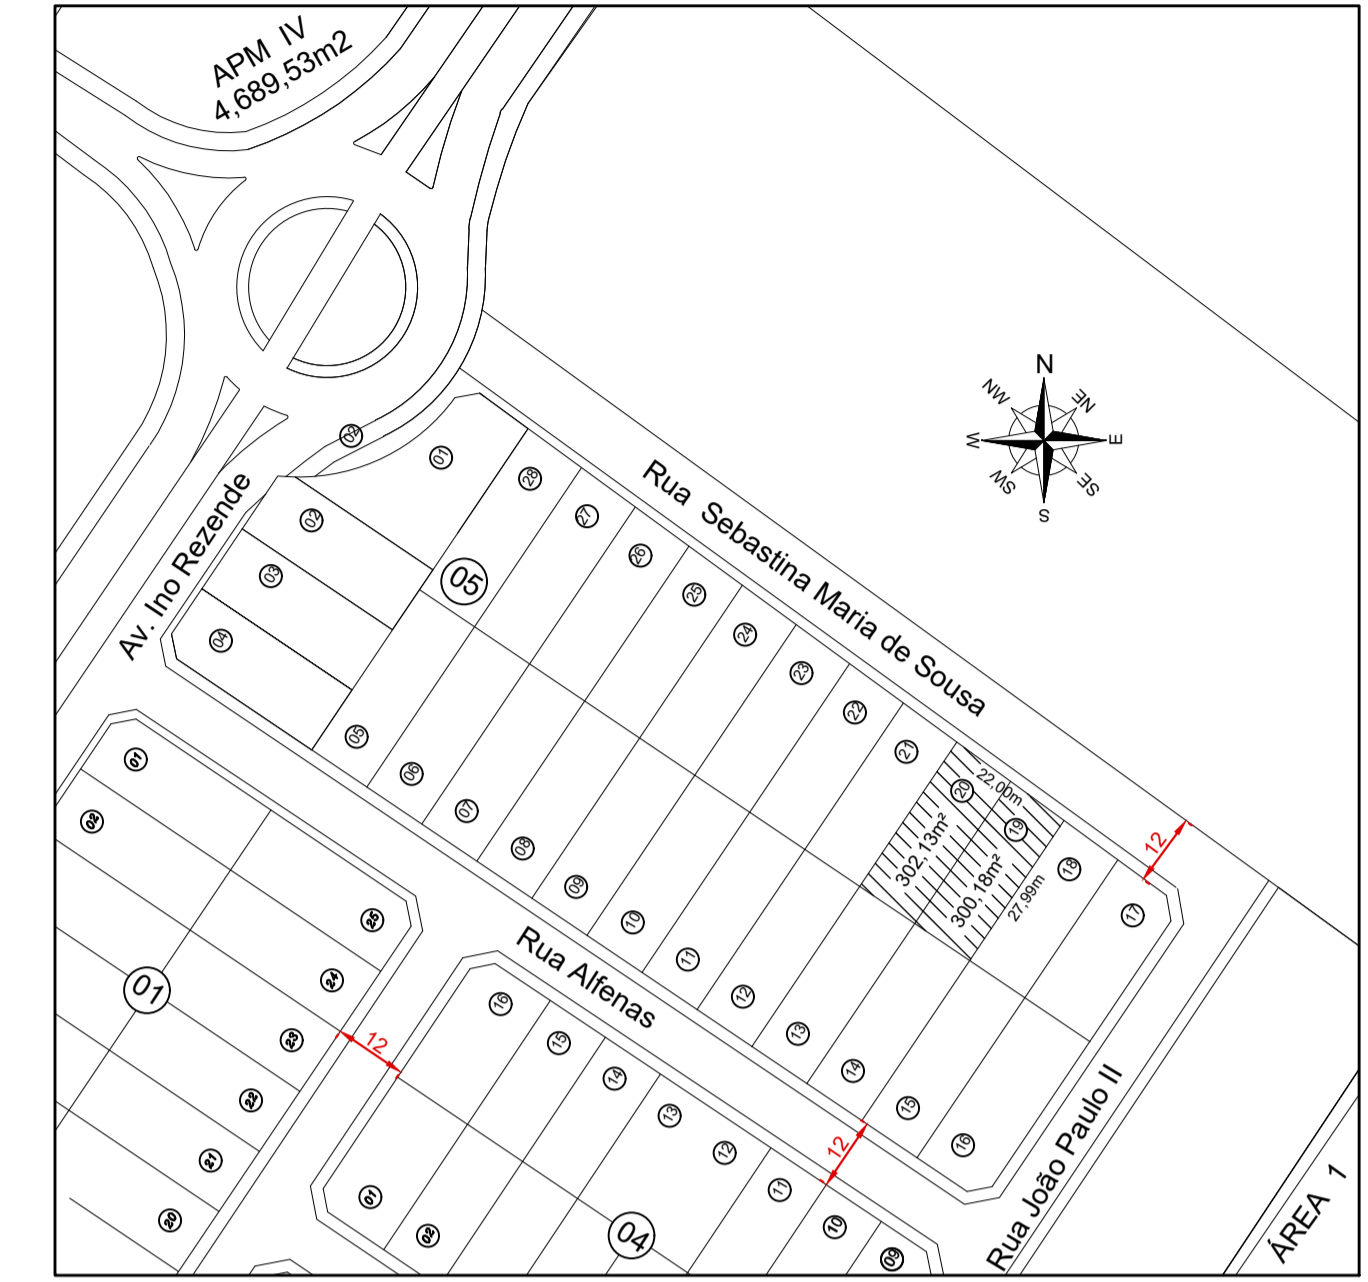 APM IV
4,689,53m2
N
NW
NE
W
E
SW
SE
S
Rua Sebastina Maria de Sousa
Av. Ino Rezende
02
01
28
27
26
25
24
23
22
21
20
19
18
17
02
03
04
05
05
06
07
08
09
10
11
12
13
14
15
16
22,00m
302,13m²
300,18m²
27,99m
12
Rua Alfenas
01
02
25
24
23
22
21
20
01
12
16
15
14
13
12
11
10
09
01
02
04
12
Rua João Paulo II
ÁREA 1